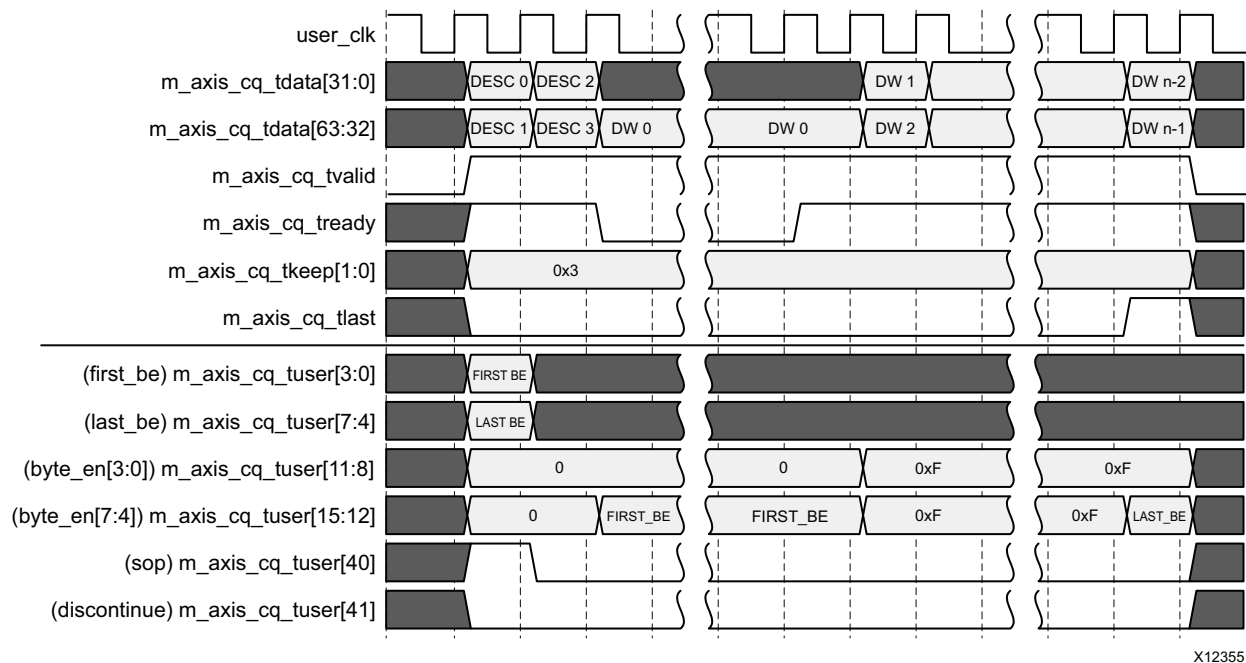 user_clk
m_axis_cq_tdata[31:0] DESC 0 DESC 2 DW 1 DW n-2
m_axis_cq_tdata[63:32] DESC 1 DESC 3 DW 0 DW 0 DW 2 DW n-1
m_axis_cq_tvalid
m_axis_cq_tready
m_axis_cq_tkeep[1:0] 0x3
m_axis_cq_tlast
(first_be) m_axis_cq_tuser[3:0] FIRST BE
(last_be) m_axis_cq_tuser[7:4] LAST BE
(byte_en[3:0]) m_axis_cq_tuser[11:8] 0 0 0xF 0xF
(byte_en[7:4]) m_axis_cq_tuser[15:12] 0 FIRST_BE FIRST_BE 0xF 0xF LAST_BE
(sop) m_axis_cq_tuser[40]
(discontinue) m_axis_cq_tuser[41]
X12355